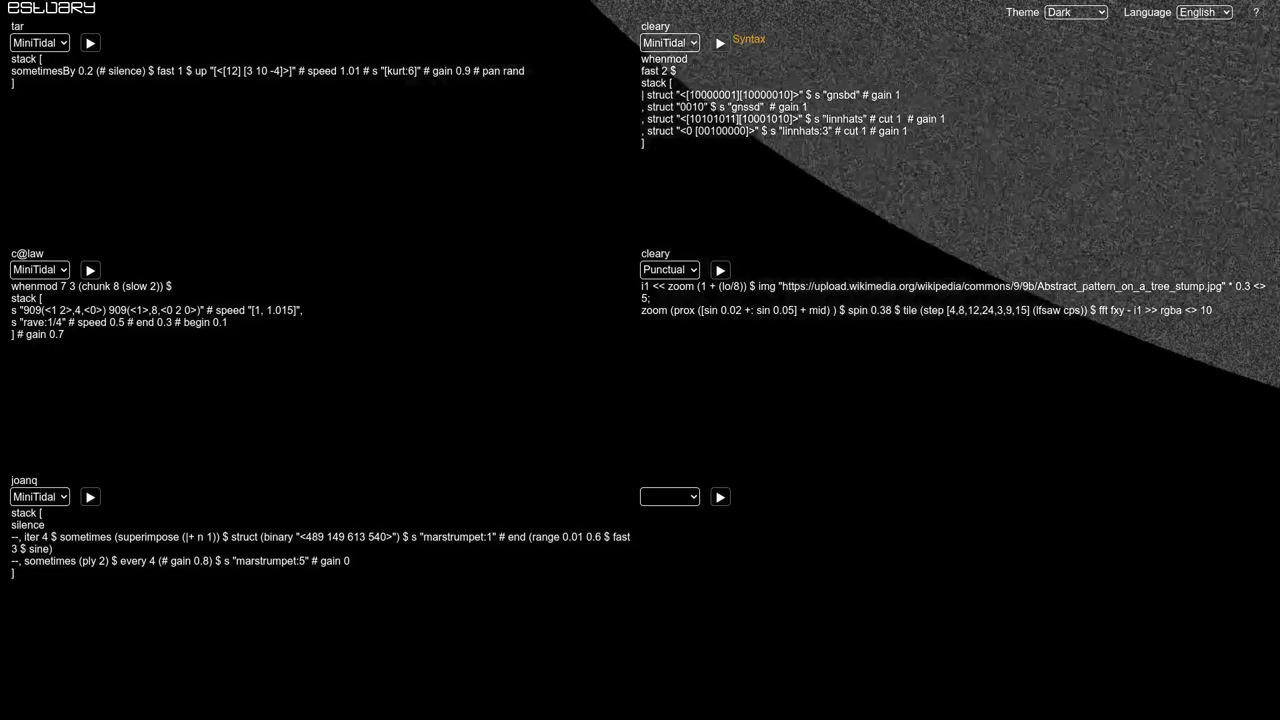 estuary
Theme Dark Language English ?
tar
MiniTidal
stack [
sometimesBy 0.2 (# silence) $ fast 1 $ up "[<[12] [3 10 -4]>]" # speed 1.01 # s "[kurt:6]" # gain 0.9 # pan rand
]
cleary
MiniTidal Syntax
whenmod
fast 2 $
stack [
| struct "<[10000001][10000010]>" $ s "gnsbd" # gain 1
, struct "0010" $ s "gnssd"  # gain 1
, struct "<[10101011][10001010]>" $ s "linnhats" # cut 1  # gain 1
, struct "<0 [00100000]>" $ s "linnhats:3" # cut 1 # gain 1
]
c@law
MiniTidal
whenmod 7 3 (chunk 8 (slow 2)) $
stack [
s "909(<1 2>,4,<0>) 909(<1>,8,<0 2 0>)" # speed "[1, 1.015]",
s "rave:1/4" # speed 0.5 # end 0.3 # begin 0.1
] # gain 0.7
cleary
Punctual
i1 << zoom (1 + (lo/8)) $ img "https://upload.wikimedia.org/wikipedia/commons/9/9b/Abstract_pattern_on_a_tree_stump.jpg" * 0.3 <>
5;
zoom (prox ([sin 0.02 +: sin 0.05] + mid) ) $ spin 0.38 $ tile (step [4,8,12,24,3,9,15] (lfsaw cps)) $ fft fxy - i1 >> rgba <> 10
joanq
MiniTidal
stack [
silence
--, iter 4 $ sometimes (superimpose (|+ n 1)) $ struct (binary "<489 149 613 540>") $ s "marstrumpet:1" # end (range 0.01 0.6 $ fast
3 $ sine)
--, sometimes (ply 2) $ every 4 (# gain 0.8) $ s "marstrumpet:5" # gain 0
]